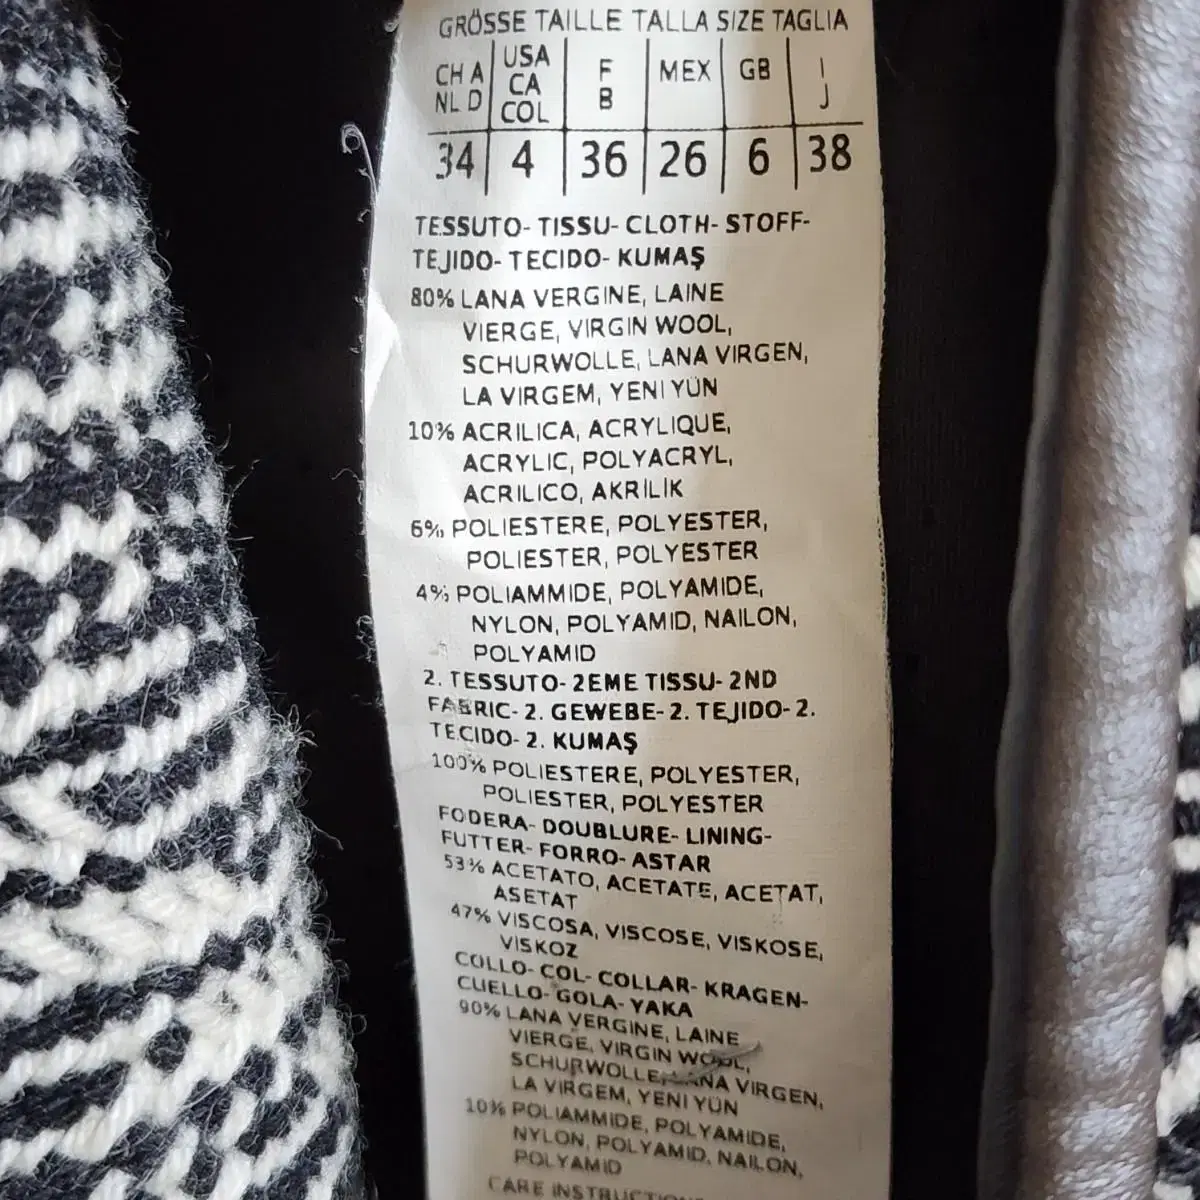 GRÖSSE TAILLE TALLA SIZE TAGLIA
CH A NL D | USA CA COL | F B | MEX | GB | I J
34 | 4 | 36 | 26 | 6 | 38
TESSUTO- TISSU- CLOTH- STOFF-
TEJIDO- TECIDO- KUMAŞ
80% LANA VERGINE, LAINE
VIERGE, VIRGIN WOOL,
SCHURWOLLE, LANA VIRGEN,
LA VIRGEM, YENI YÜN
10% ACRILICA, ACRYLIQUE,
ACRYLIC, POLYACRYL,
ACRILICO, AKRİLİK
6% POLIESTERE, POLYESTER,
POLIESTER, POLYESTER
4% POLIAMMIDE, POLYAMIDE,
NYLON, POLYAMID, NAILON,
POLYAMID
2. TESSUTO- 2EME TISSU- 2ND
FABRIC- 2. GEWEBE- 2. TEJIDO- 2.
TECIDO- 2. KUMAŞ
100% POLIESTERE, POLYESTER,
POLIESTER, POLYESTER
FODERA- DOUBLURE- LINING-
FUTTER- FORRO- ASTAR
53% ACETATO, ACETATE, ACETAT,
ASETAT
47% VISCOSA, VISCOSE, VISKOSE,
VISKOZ
COLLO- COL- COLLAR- KRAGEN-
CUELLO- GOLA- YAKA
90% LANA VERGINE, LAINE
VIERGE, VIRGIN WOOL,
SCHURWOLLE, LANA VIRGEN,
LA VIRGEM, YENI YÜN
10% POLIAMMIDE, POLYAMIDE,
NYLON, POLYAMID, NAILON,
POLYAMID
CARE INSTRUCTIONS